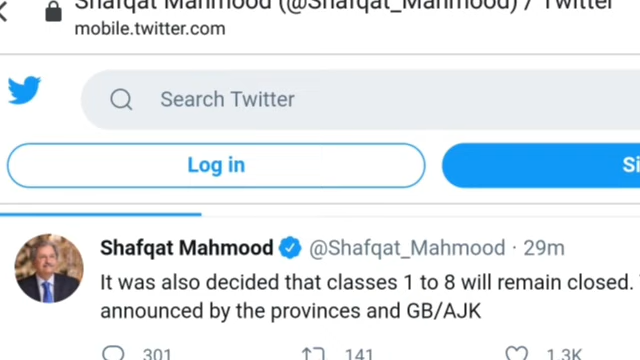 Shafqat Mahmood (@Shafqat_Mahmood) / Twitter
mobile.twitter.com
Search Twitter
Log in
Si
Shafqat Mahmood @Shafqat_Mahmood · 29m
It was also decided that classes 1 to 8 will remain closed.
announced by the provinces and GB/AJK
301 141 1.3K